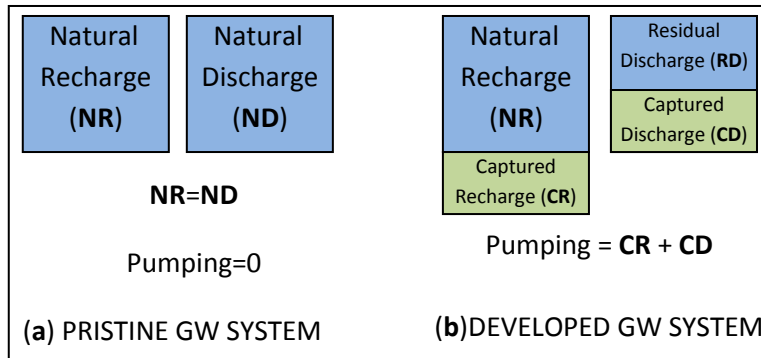 Natural
Recharge
(NR)
Natural
Discharge
(ND)
NR=ND
Pumping=0
(a) PRISTINE GW SYSTEM
Natural
Recharge
(NR)
Captured
Recharge (CR)
Residual
Discharge (RD)
Captured
Discharge (CD)
Pumping = CR + CD
(b)DEVELOPED GW SYSTEM